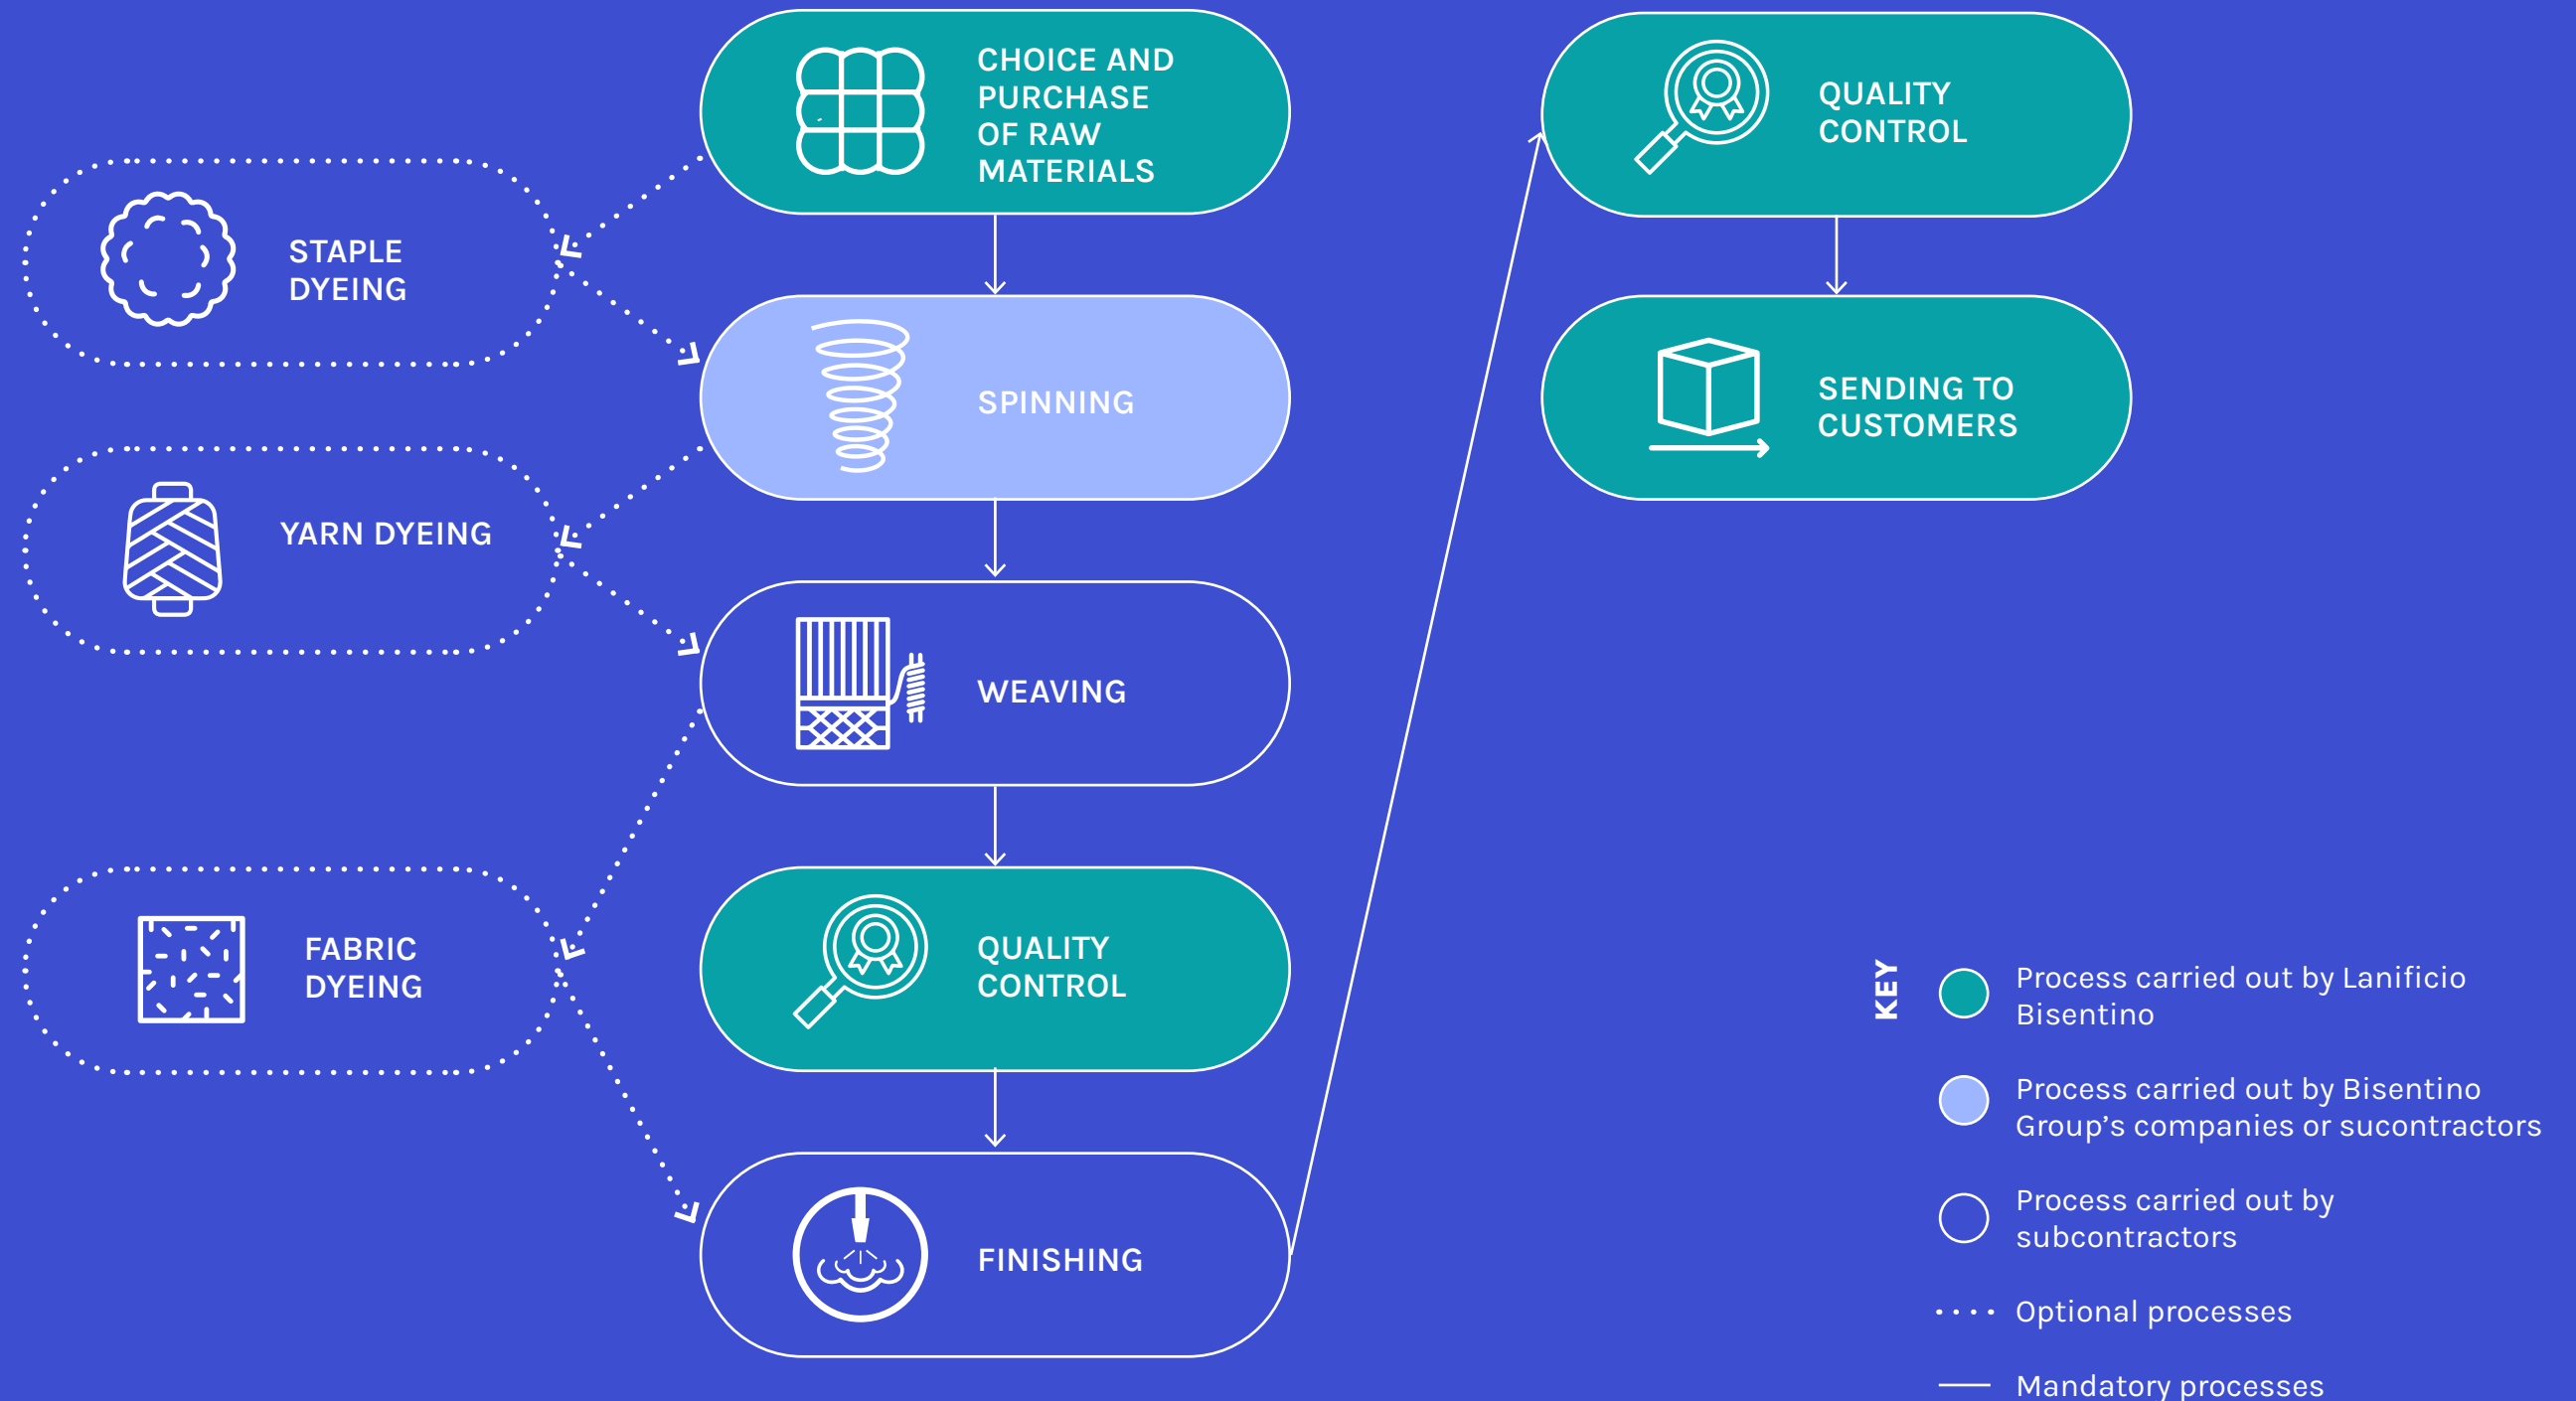 CHOICE AND
PURCHASE
OF RAW
MATERIALS
STAPLE
DYEING
SPINNING
YARN DYEING
WEAVING
FABRIC
DYEING
QUALITY
CONTROL
FINISHING
QUALITY
CONTROL
SENDING TO
CUSTOMERS
KEY
Process carried out by Lanificio
Bisentino
Process carried out by Bisentino
Group’s companies or sucontractors
Process carried out by
subcontractors
Optional processes
Mandatory processes